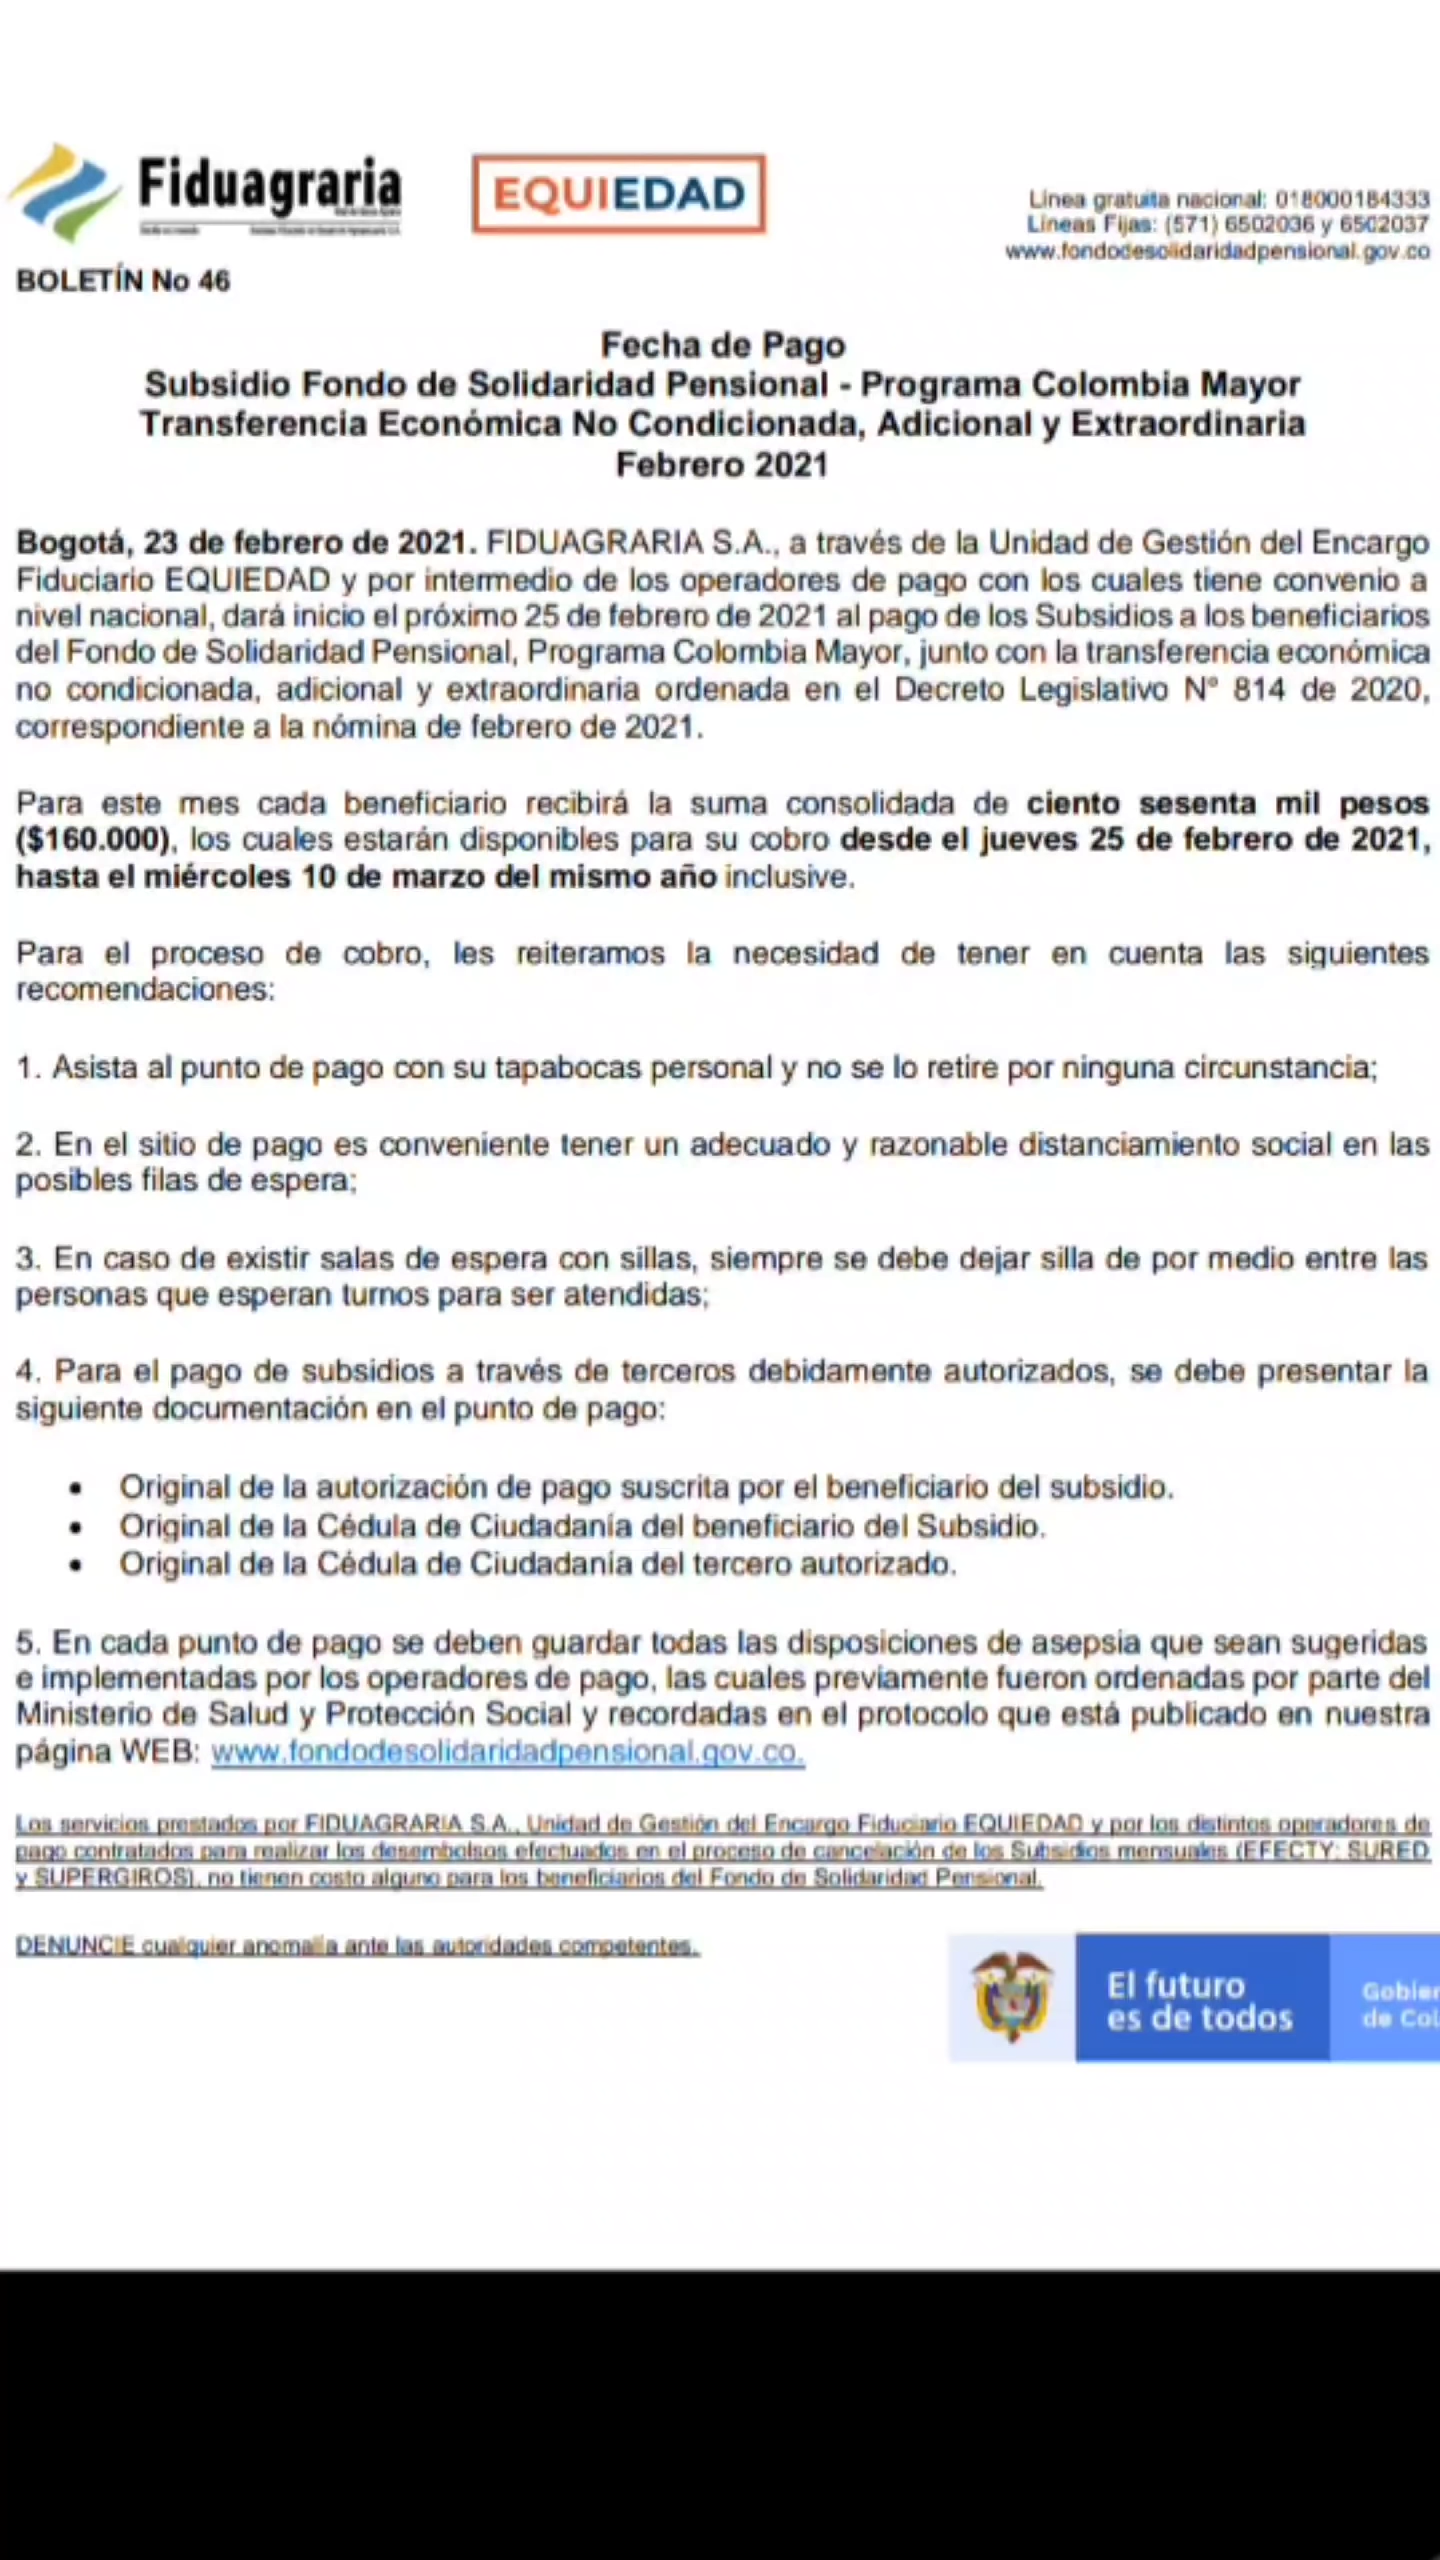 Fiduagraria
EQUIEDAD
Línea gratuita nacional: 018000184333
Líneas Fijas: (571) 6502036 y 6502037
www.fondodesolidaridadpensional.gov.co
BOLETÍN No 46
Fecha de Pago
Subsidio Fondo de Solidaridad Pensional - Programa Colombia Mayor
Transferencia Económica No Condicionada, Adicional y Extraordinaria
Febrero 2021
Bogotá, 23 de febrero de 2021. FIDUAGRARIA S.A., a través de la Unidad de Gestión del Encargo
Fiduciario EQUIEDAD y por intermedio de los operadores de pago con los cuales tiene convenio a
nivel nacional, dará inicio el próximo 25 de febrero de 2021 al pago de los Subsidios a los beneficiarios
del Fondo de Solidaridad Pensional, Programa Colombia Mayor, junto con la transferencia económica
no condicionada, adicional y extraordinaria ordenada en el Decreto Legislativo N° 814 de 2020,
correspondiente a la nómina de febrero de 2021.
Para este mes cada beneficiario recibirá la suma consolidada de ciento sesenta mil pesos
($160.000), los cuales estarán disponibles para su cobro desde el jueves 25 de febrero de 2021,
hasta el miércoles 10 de marzo del mismo año inclusive.
Para el proceso de cobro, les reiteramos la necesidad de tener en cuenta las siguientes
recomendaciones:
1. Asista al punto de pago con su tapabocas personal y no se lo retire por ninguna circunstancia;
2. En el sitio de pago es conveniente tener un adecuado y razonable distanciamiento social en las
posibles filas de espera;
3. En caso de existir salas de espera con sillas, siempre se debe dejar silla de por medio entre las
personas que esperan turnos para ser atendidas;
4. Para el pago de subsidios a través de terceros debidamente autorizados, se debe presentar la
siguiente documentación en el punto de pago:
• Original de la autorización de pago suscrita por el beneficiario del subsidio.
• Original de la Cédula de Ciudadanía del beneficiario del Subsidio.
• Original de la Cédula de Ciudadanía del tercero autorizado.
5. En cada punto de pago se deben guardar todas las disposiciones de asepsia que sean sugeridas
e implementadas por los operadores de pago, las cuales previamente fueron ordenadas por parte del
Ministerio de Salud y Protección Social y recordadas en el protocolo que está publicado en nuestra
página WEB: www.fondodesolidaridadpensional.gov.co.
Los servicios prestados por FIDUAGRARIA S.A., Unidad de Gestión del Encargo Fiduciario EQUIEDAD y por los distintos operadores de
pago contratados para realizar los desembolsos efectuados en el proceso de cancelación de los Subsidios mensuales (EFECTY; SURED
y SUPERGIROS), no tienen costo alguno para los beneficiarios del Fondo de Solidaridad Pensional.
DENUNCIE cualquier anomalía ante las autoridades competentes.
El futuro
es de todos
Gobier
de Col